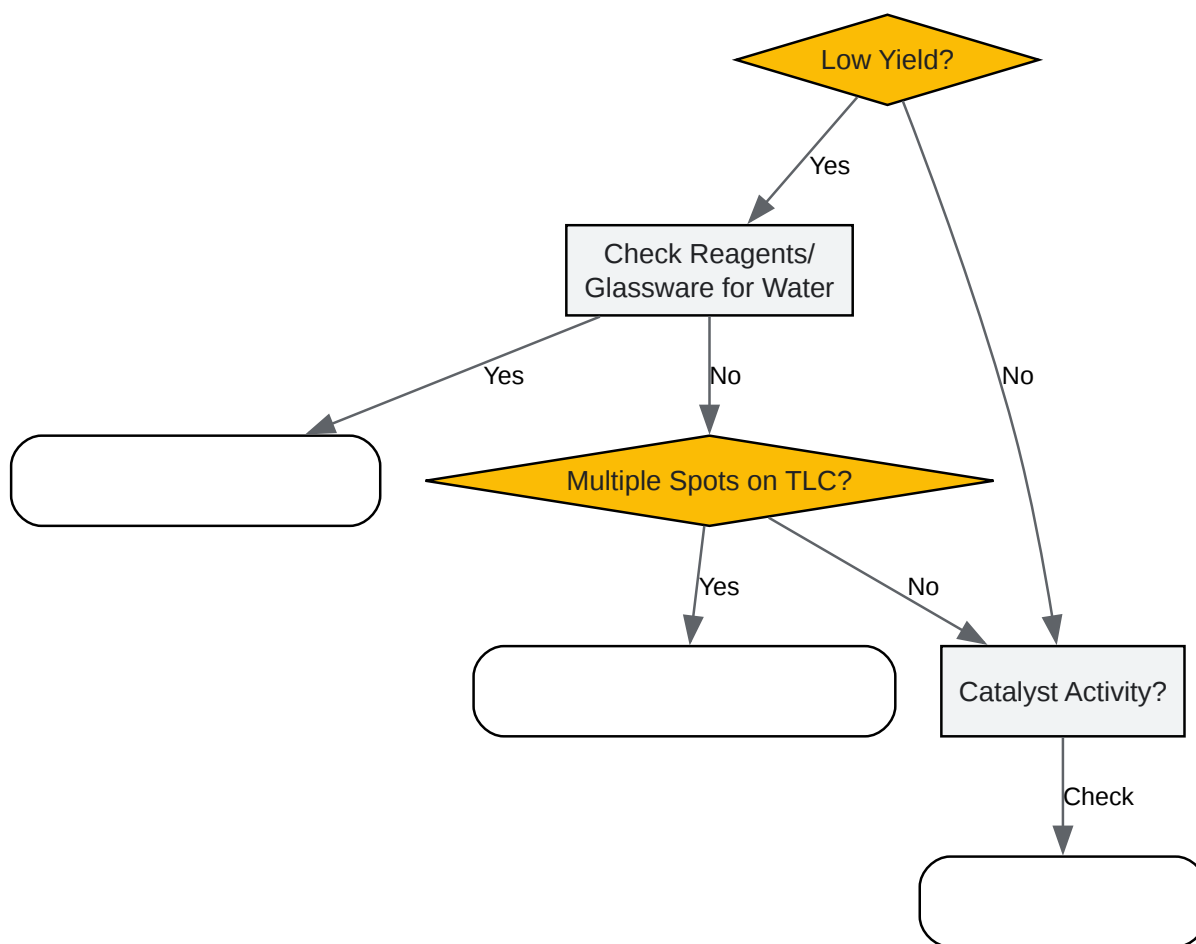 Low Yield?
Yes
Check Reagents/
Glassware for Water
Yes
No
No
Multiple Spots on TLC?
Yes
No
Catalyst Activity?
Check